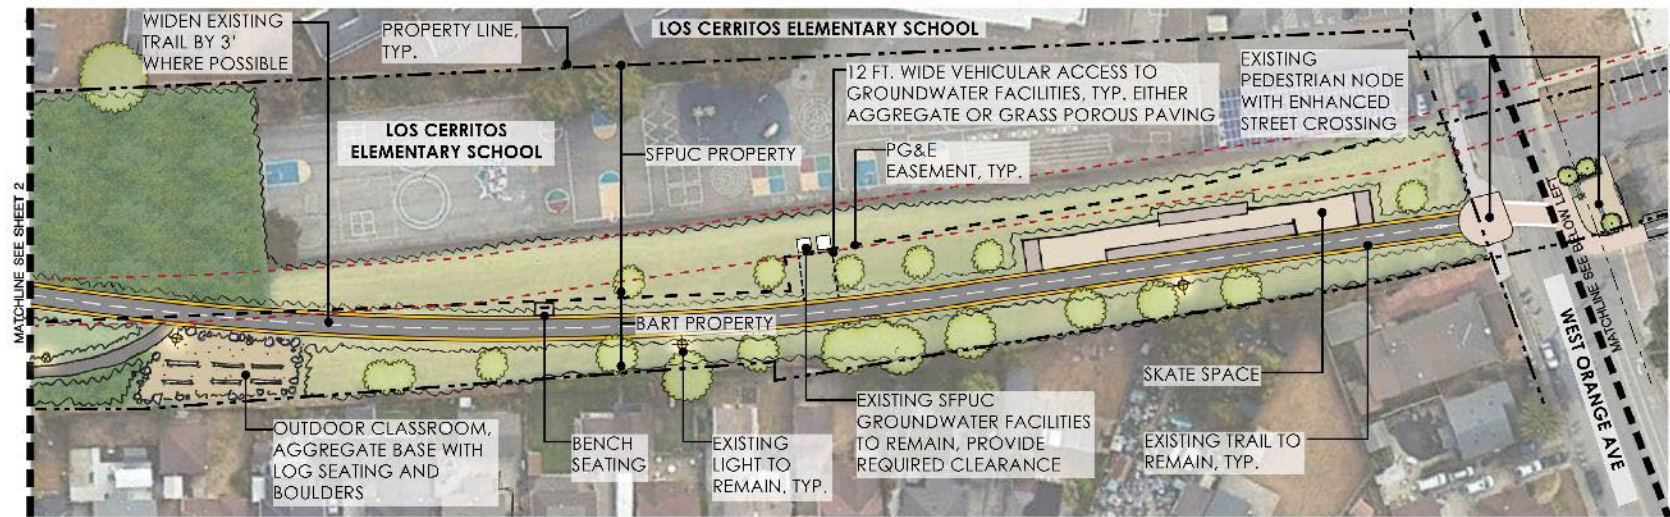 WIDEN EXISTING
TRAIL BY 3'
WHERE POSSIBLE
PROPERTY LINE,
TYP.
LOS CERRITOS ELEMENTARY SCHOOL
12 FT. WIDE VEHICULAR ACCESS TO
GROUNDWATER FACILITIES, TYP. EITHER
AGGREGATE OR GRASS POROUS PAVING
EXISTING
PEDESTRIAN NODE
WITH ENHANCED
STREET CROSSING
LOS CERRITOS
ELEMENTARY SCHOOL
SFPUC PROPERTY
PG&E
EASEMENT, TYP.
MATCHLINE SEE SHEET 2
MATCHLINE SEE BELOW LEFT
BART PROPERTY
WEST ORANGE AVE
SKATE SPACE
OUTDOOR CLASSROOM,
AGGREGATE BASE WITH
LOG SEATING AND
BOULDERS
BENCH
SEATING
EXISTING
LIGHT TO
REMAIN, TYP.
EXISTING SFPUC
GROUNDWATER FACILITIES
TO REMAIN, PROVIDE
REQUIRED CLEARANCE
EXISTING TRAIL TO
REMAIN, TYP.